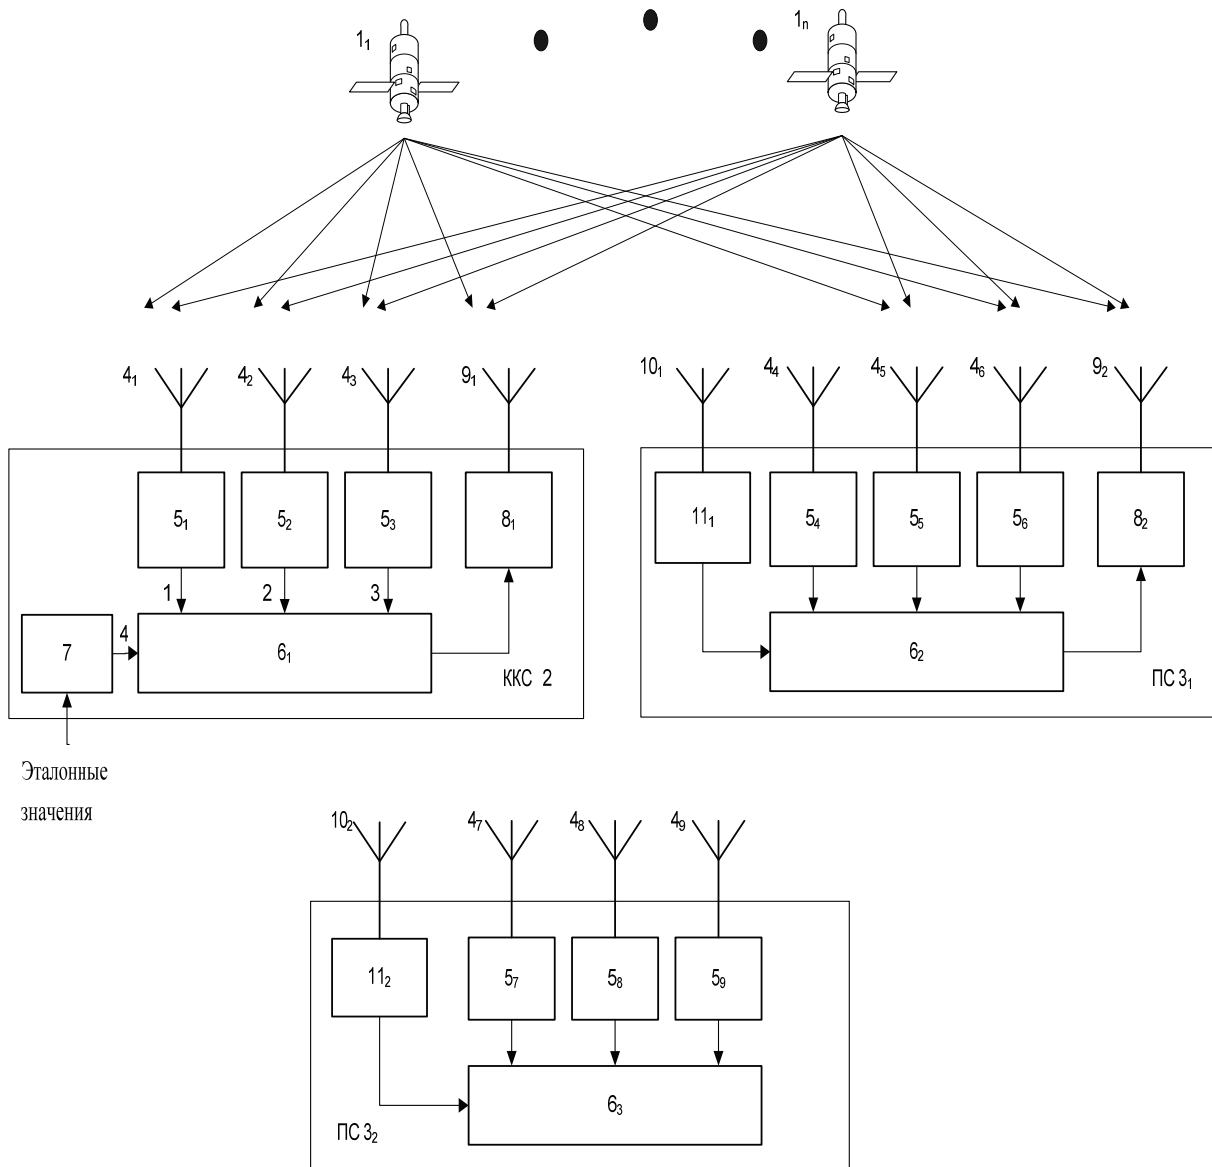 1₁
1ₙ
4₁ 4₂ 4₃ 9₁
10₁ 4₄ 4₅ 4₆ 9₂
5₁ 5₂ 5₃ 8₁
11₁ 5₄ 5₅ 5₆ 8₂
1 2 3
4
7 6₁
6₂
ККС 2
ПС 3₁
Эталонные
значения
10₂ 4₇ 4₈ 4₉
11₂ 5₇ 5₈ 5₉
6₃
ПС 3₂